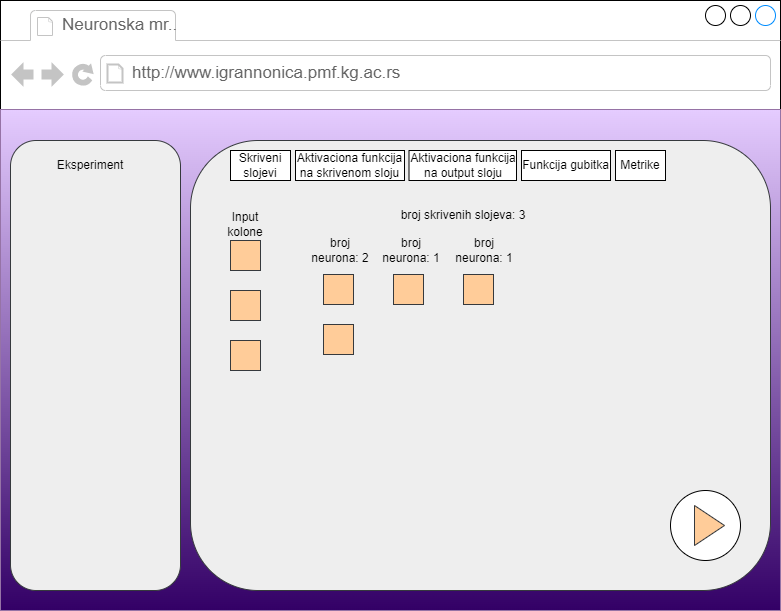 Neuronska mr..
http://www.igrannonica.pmf.kg.ac.rs
Eksperiment
Skriveni
slojevi
Aktivaciona funkcija
na skrivenom sloju
Aktivaciona funkcija
na output sloju
Funkcija gubitka
Metrike
Input
kolone
broj skrivenih slojeva: 3
broj
neurona: 2
broj
neurona: 1
broj
neurona: 1